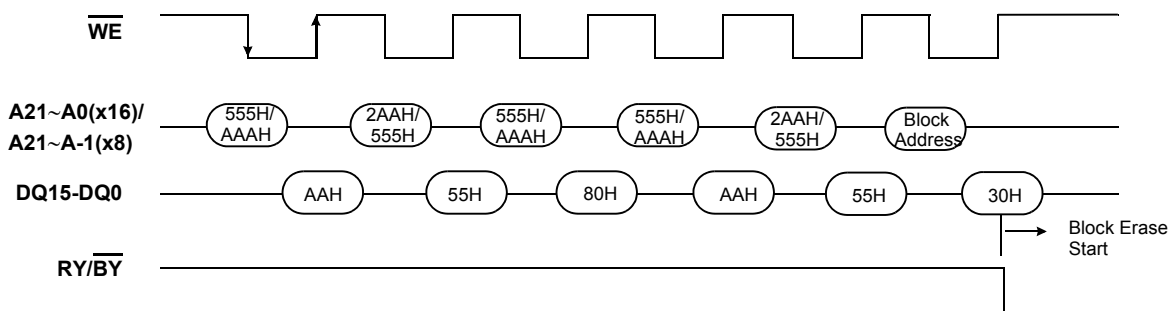 WE
A21~A0(x16)/
A21~A-1(x8)
555H/
AAAH
2AAH/
555H
555H/
AAAH
555H/
AAAH
2AAH/
555H
Block
Address
DQ15-DQ0
AAH
55H
80H
AAH
55H
30H
Block Erase
Start
RY/BY